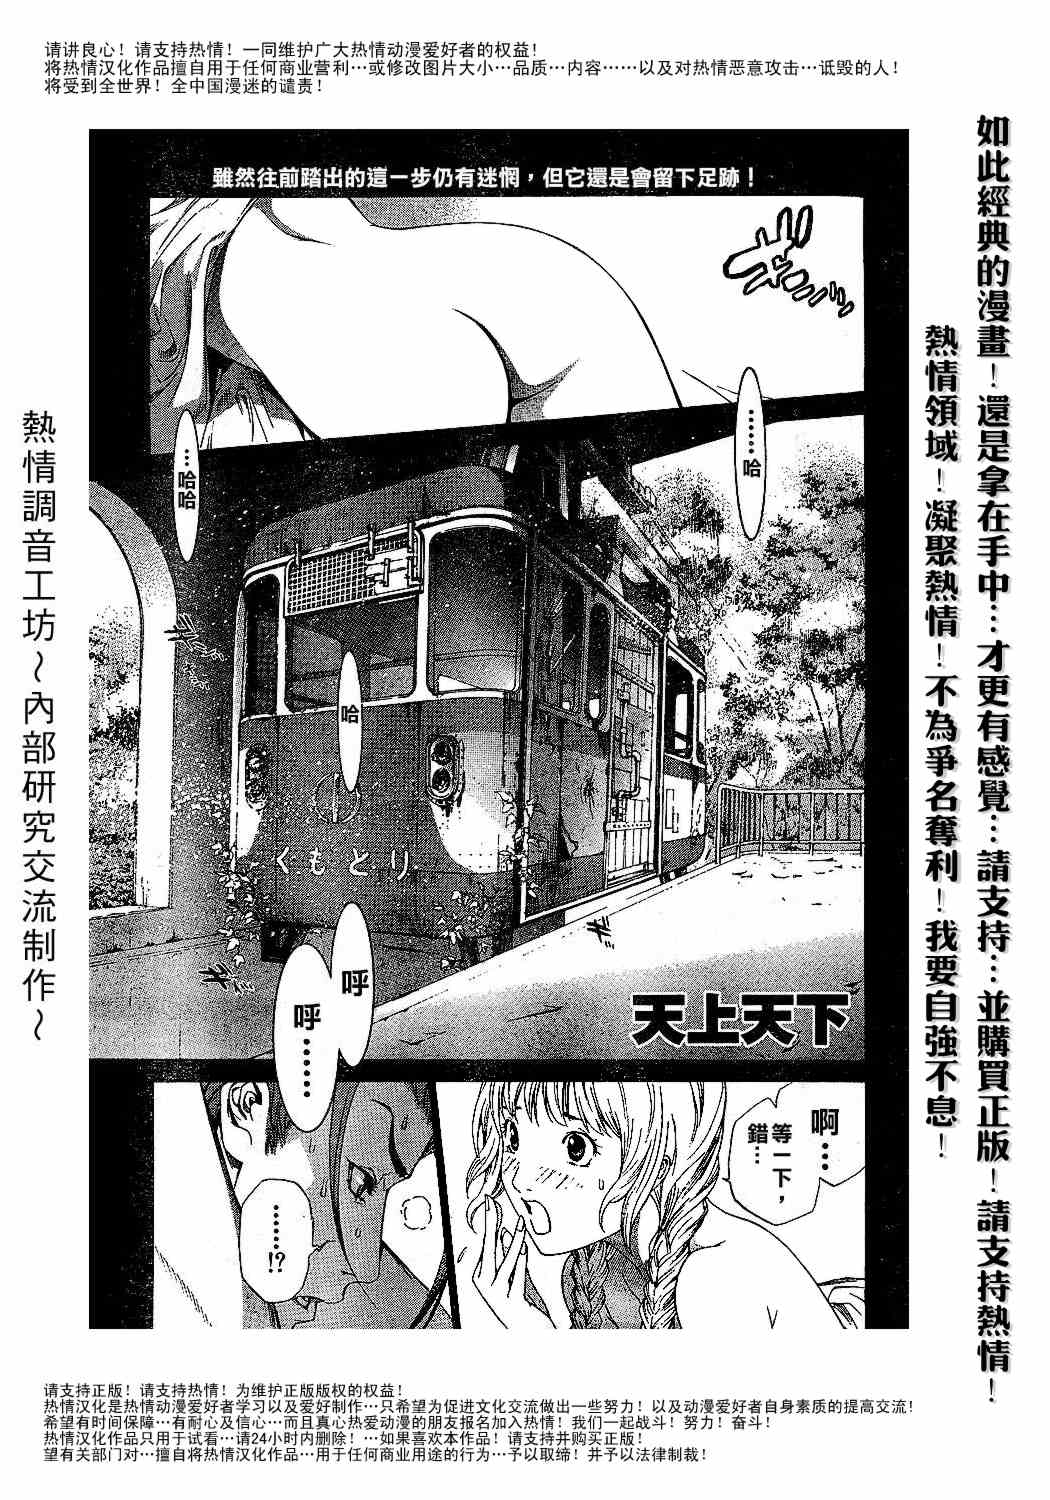 请讲良心！请支持热情！一同维护广大热情动漫爱好者的权益！
将热情汉化作品擅自用于任何商业营利…或修改图片大小…品质…内容……以及对热情恶意攻击…诋毁的人！
将受到全世界！全中国漫迷的谴责！
如此經典的漫畫！還是拿在手中…才更有感覺…請支持…並購買正版！請支持熱情！
熱情領域！凝聚熱情！不為爭名奪利！我要自強不息！
熱情調音工坊～內部研究交流制作～
雖然往前踏出的這一步仍有迷惘，但它還是會留下足跡！
……哈
…哈哈
哈
くもとり
呼
呼……
天上天下
啊…
等一下，
錯…
……!?
请支持正版！请支持热情！为维护正版版权的权益！
热情汉化是热情动漫爱好者学习以及爱好制作…只希望为促进文化交流做出一些努力！以及动漫爱好者自身素质的提高交流！
希望有时间保障…有耐心及信心…而且真心热爱动漫的朋友报名加入热情！我们一起战斗！努力！奋斗！
热情汉化作品只用于试看…请24小时内删除！…如果喜欢本作品！请支持并购买正版！
望有关部门对…擅自将热情汉化作品…用于任何商业用途的行为…予以取缔！并予以法律制裁！